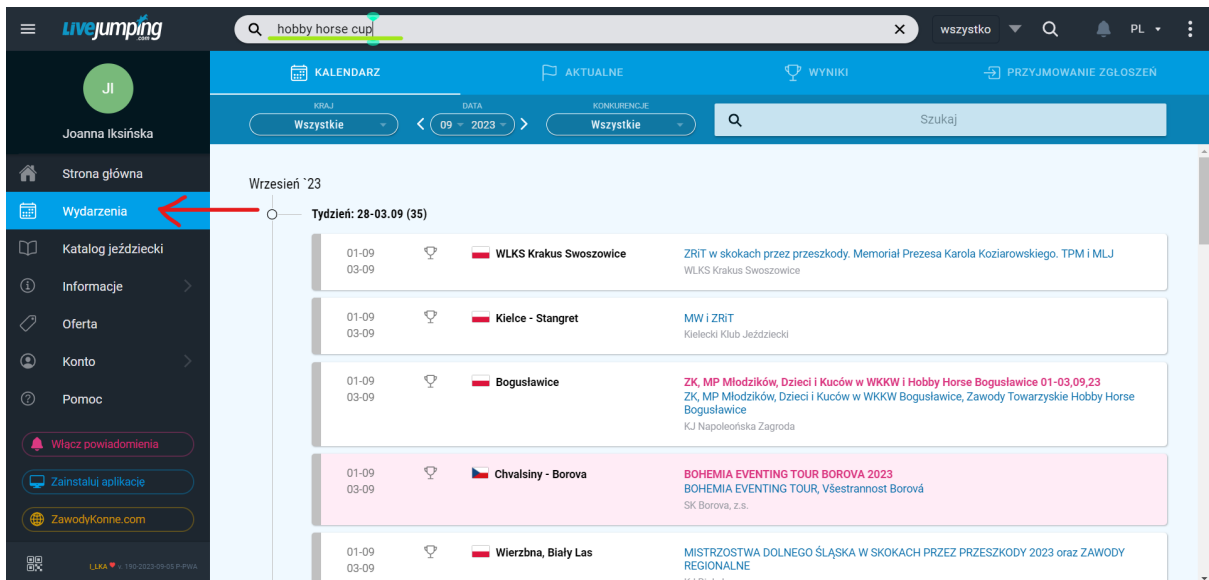 Livejumping
.com
hobby horse cup
wszystko
PL
JI
Joanna Iksińska
Strona główna
Wydarzenia
Katalog jeździecki
Informacje
Oferta
Konto
Pomoc
Włącz powiadomienia
Zainstaluj aplikację
ZawodyKonne.com
I_LKA ♥ v. 190-2023-09-05 P-PWA
KALENDARZ
AKTUALNE
WYNIKI
PRZYJMOWANIE ZGŁOSZEŃ
KRAJ
Wszystkie
DATA
09 2023
KONKURENCJE
Wszystkie
Szukaj
Wrzesień `23
Tydzień: 28-03.09 (35)
01-09
03-09
WLKS Krakus Swoszowice
ZRiT w skokach przez przeszkody. Memoriał Prezesa Karola Koziarowskiego. TPM i MLJ
WLKS Krakus Swoszowice
01-09
03-09
Kielce - Stangret
MW i ZRiT
Kielecki Klub Jeździecki
01-09
03-09
Bogusławice
ZK, MP Młodzików, Dzieci i Kuców w WKKW i Hobby Horse Bogusławice 01-03,09,23
ZK, MP Młodzików, Dzieci i Kuców w WKKW Bogusławice, Zawody Towarzyskie Hobby Horse
Bogusławice
KJ Napoleońska Zagroda
01-09
03-09
Chvalsiny - Borova
BOHEMIA EVENTING TOUR BOROVA 2023
BOHEMIA EVENTING TOUR, Všestrannost Borová
SK Borova, z.s.
01-09
03-09
Wierzbna, Biały Las
MISTRZOSTWA DOLNEGO ŚLĄSKA W SKOKACH PRZEZ PRZESZKODY 2023 oraz ZAWODY
REGIONALNE